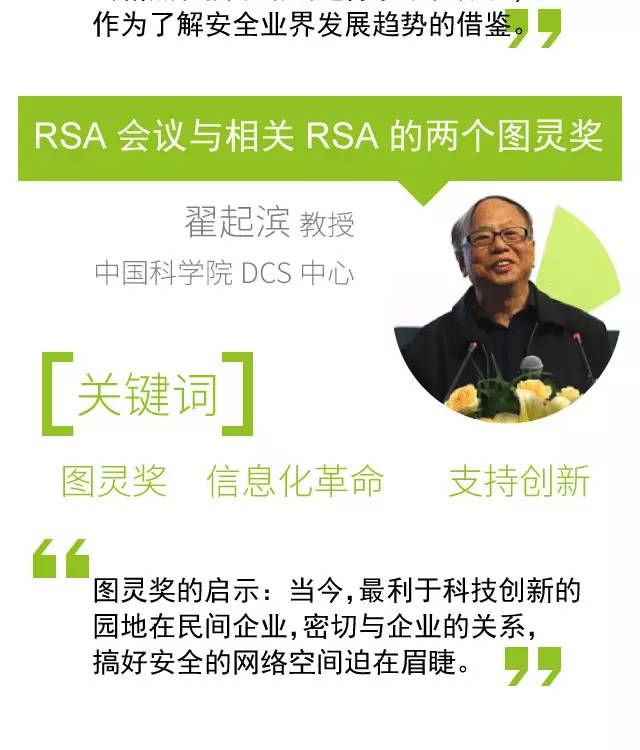 作为了解安全业界发展趋势的借鉴。
RSA 会议与相关 RSA 的两个图灵奖
翟起滨 教授
中国科学院 DCS 中心
[关键词]
图灵奖 信息化革命 支持创新
“图灵奖的启示：当今，最利于科技创新的
园地在民间企业，密切与企业的关系，
搞好安全的网络空间迫在眉睫。”